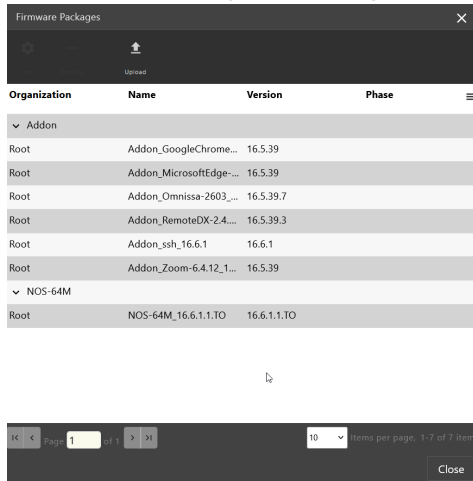 Firmware Packages
Upload
Organization Name Version Phase
Addon
Root Addon_GoogleChrome... 16.5.39
Root Addon_MicrosoftEdge-... 16.5.39
Root Addon_Omnissa-2603_... 16.5.39.7
Root Addon_RemoteDX-2.4.... 16.5.39.3
Root Addon_ssh_16.6.1 16.6.1
Root Addon_Zoom-6.4.12_1... 16.5.39
NOS-64M
Root NOS-64M_16.6.1.1.TO 16.6.1.1.TO
Page 1 of 1 10 Items per page, 1-7 of 7 item
Close